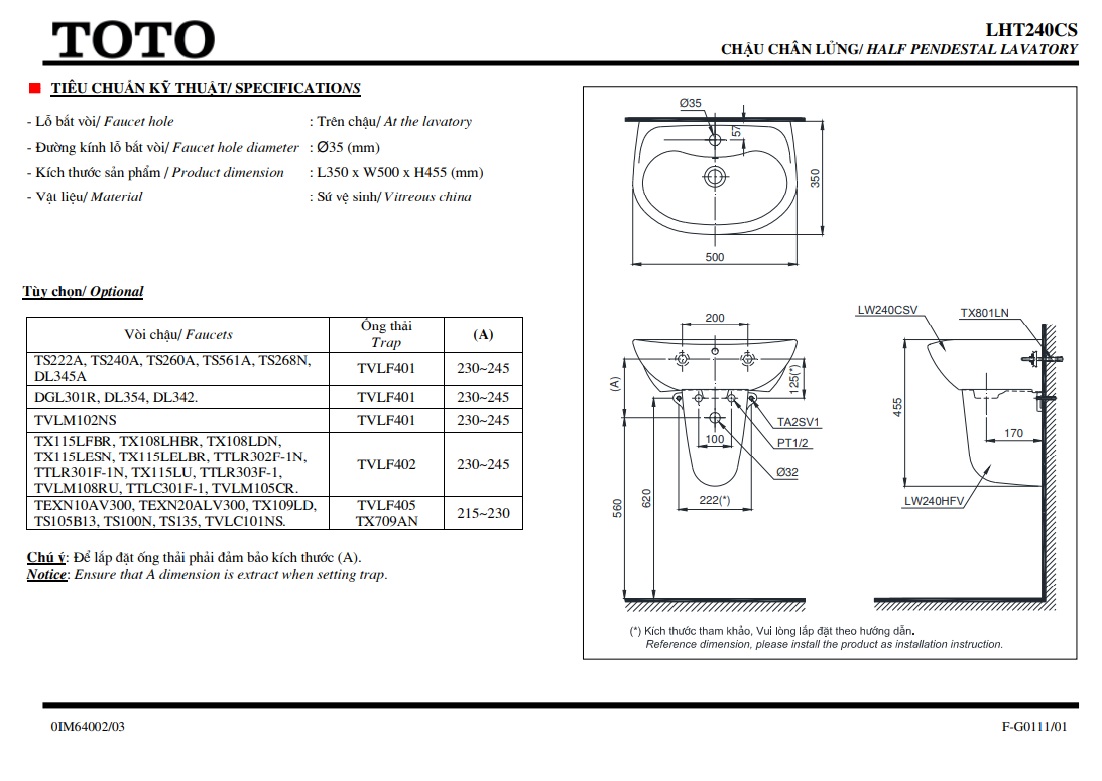 TOTO
LHT240CS
CHẬU CHÂN LỬNG/ HALF PENDESTAL LAVATORY
TIÊU CHUẨN KỸ THUẬT/ SPECIFICATIONS
- Lỗ bắt vòi/ Faucet hole : Trên chậu/ At the lavatory
- Đường kính lỗ bắt vòi/ Faucet hole diameter : Ø35 (mm)
- Kích thước sản phẩm / Product dimension : L350 x W500 x H455 (mm)
- Vật liệu/ Material : Sứ vệ sinh/ Vitreous china
Tùy chọn/ Optional
Vòi chậu/ Faucets
Ống thải
Trap
(A)
TS222A, TS240A, TS260A, TS561A, TS268N,
DL345A
TVLF401
230~245
DGL301R, DL354, DL342.
TVLF401
230~245
TVLM102NS
TVLF401
230~245
TX115LFBR, TX108LHBR, TX108LDN,
TX115LESN, TX115LELBR, TTLR302F-1N,
TTLR301F-1N, TX115LU, TTLR303F-1,
TVLM108RU, TTLC301F-1, TVLM105CR.
TVLF402
230~245
TEXN10AV300, TEXN20ALV300, TX109LD,
TS105B13, TS100N, TS135, TVLC101NS.
TVLF405
TX709AN
215~230
Chú ý: Để lắp đặt ống thải phải đảm bảo kích thước (A).
Notice: Ensure that A dimension is extract when setting trap.
Ø35
57
350
500
200
(A)
125(*)
TA2SV1
PT1/2
100
Ø32
222(*)
560
620
LW240CSV
TX801LN
455
170
LW240HFV
(*) Kích thước tham khảo, Vui lòng lắp đặt theo hướng dẫn.
Reference dimension, please install the product as installation instruction.
0IM64002/03
F-G0111/01